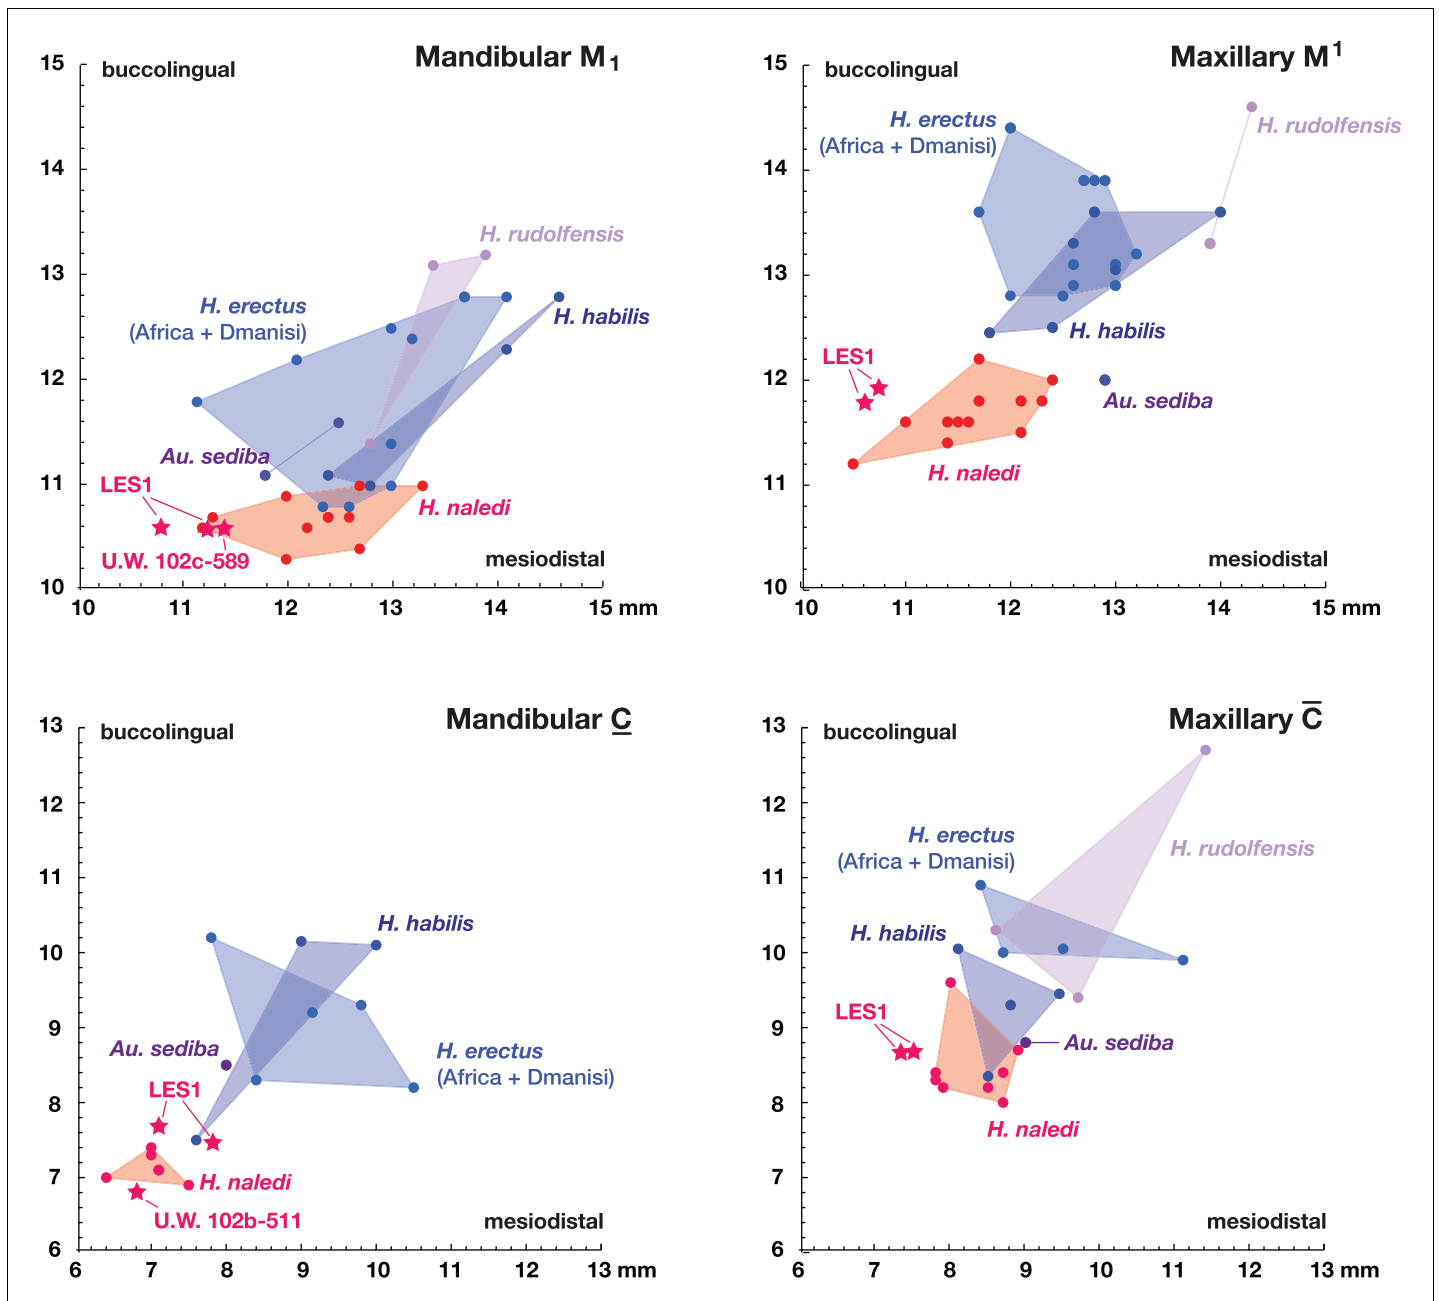 Mandibular M1
buccolingual
15
14
13
12
11
10
H. rudolfensis
H. erectus
(Africa + Dmanisi)
H. habilis
Au. sediba
LES1
H. naledi
U.W. 102c-589
mesiodistal
10 11 12 13 14 15 mm
Maxillary M1
buccolingual
15
14
13
12
11
10
H. erectus
(Africa + Dmanisi)
H. rudolfensis
H. habilis
LES1
Au. sediba
H. naledi
mesiodistal
10 11 12 13 14 15 mm
Mandibular C
buccolingual
13
12
11
10
9
8
7
6
H. habilis
Au. sediba
H. erectus
(Africa + Dmanisi)
LES1
H. naledi
U.W. 102b-511
mesiodistal
6 7 8 9 10 11 12 13 mm
Maxillary C
buccolingual
13
12
11
10
9
8
7
6
H. erectus
(Africa + Dmanisi)
H. rudolfensis
H. habilis
LES1
Au. sediba
H. naledi
mesiodistal
6 7 8 9 10 11 12 13 mm